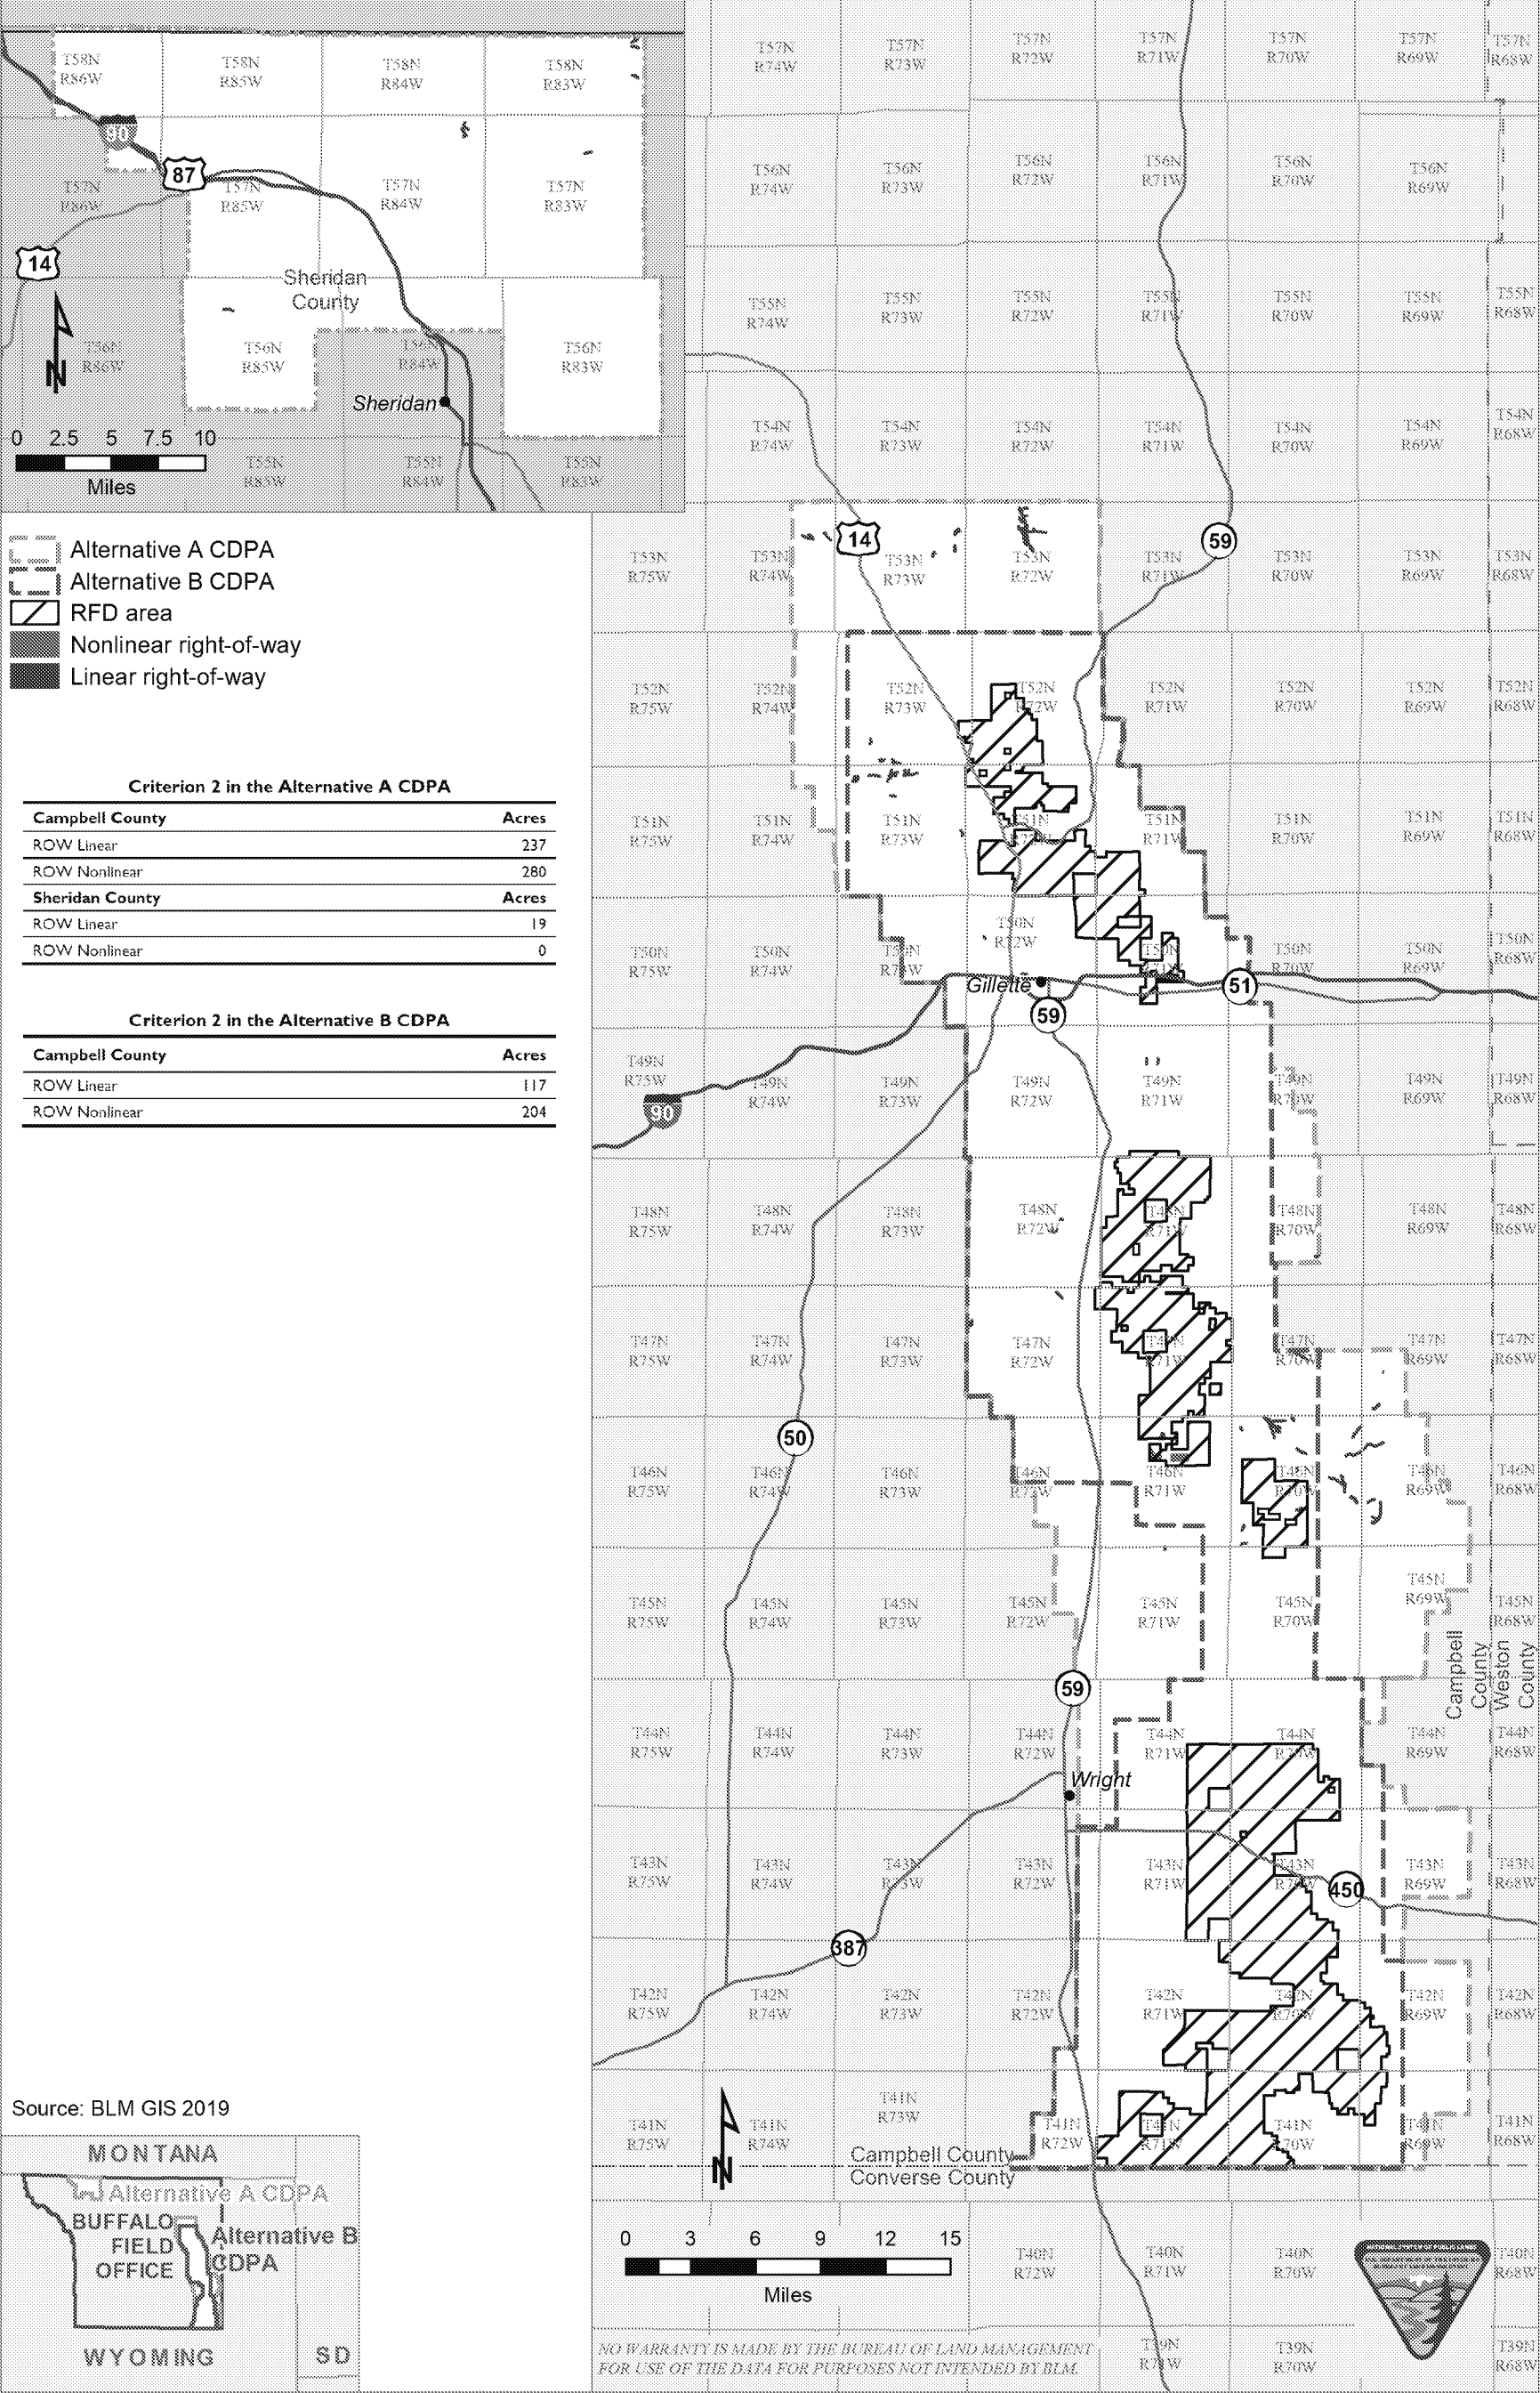 T58N
R86W
T58N
R85W
T58N
R84W
T58N
R83W
90
87
T57N
R86W
T57N
R85W
T57N
R84W
T57N
R83W
14
Sheridan
County
N
T56N
R86W
T56N
R85W
T56N
R84W
T56N
R83W
Sheridan
0 2.5 5 7.5 10
Miles
T55N
R85W
T55N
R84W
T55N
R83W
Alternative A CDPA
Alternative B CDPA
RFD area
Nonlinear right-of-way
Linear right-of-way
Criterion 2 in the Alternative A CDPA
Campbell County Acres
ROW Linear 237
ROW Nonlinear 280
Sheridan County Acres
ROW Linear 19
ROW Nonlinear 0
Criterion 2 in the Alternative B CDPA
Campbell County Acres
ROW Linear 117
ROW Nonlinear 204
T57N T57N T57N T57N T57N T57N T57N
R74W R73W R72W R71W R70W R69W R68W
T56N T56N T56N T56N T56N T56N
R74W R73W R72W R71W R70W R69W
T55N T55N T55N T55N T55N T55N T55N
R74W R73W R72W R71W R70W R69W R68W
T54N T54N T54N T54N T54N T54N T54N
R74W R73W R72W R71W R70W R69W R68W
14 59
T53N T53N T53N T53N T53N T53N T53N T53N
R75W R74W R73W R72W R71W R70W R69W R68W
T52N T52N T52N T52N T52N T52N T52N T52N
R75W R74W R73W R72W R71W R70W R69W R68W
T51N T51N T51N T51N T51N T51N T51N T51N
R75W R74W R73W R71W R70W R69W R68W
T50N T50N T50N T50N T50N T50N T50N T50N
R75W R74W R73W R72W R71W R70W R69W R68W
Gillette 51
59
T49N T49N T49N T49N T49N T49N T49N T49N
R75W R74W R73W R72W R71W R70W R69W R68W
90
T48N T48N T48N T48N T48N T48N T48N T48N
R75W R74W R73W R72W R71W R70W R69W R68W
T47N T47N T47N T47N T47N T47N T47N T47N
R75W R74W R73W R72W R71W R70W R69W R68W
50
T46N T46N T46N T46N T46N T46N T46N T46N
R75W R74W R73W R72W R71W R70W R69W R68W
T45N T45N T45N T45N T45N T45N T45N T45N
R75W R74W R73W R72W R71W R70W R69W R68W
Campbell
County
Weston
County
59
T44N T44N T44N T44N T44N T44N T44N T44N
R75W R74W R73W R72W R71W R70W R69W R68W
Wright
T43N T43N T43N T43N T43N T43N T43N T43N
R75W R74W R73W R72W R71W R70W R69W R68W
450
387
T42N T42N T42N T42N T42N T42N T42N T42N
R75W R74W R73W R72W R71W R70W R69W R68W
T41N T41N T41N T41N T41N T41N T41N T41N
R75W R74W R73W R72W R71W R70W R69W R68W
N
Campbell County
Converse County
0 3 6 9 12 15
Miles
T40N T40N T40N T40N
R72W R71W R70W R68W
T39N T39N T39N
R71W R70W R68W
NO WARRANTY IS MADE BY THE BUREAU OF LAND MANAGEMENT
FOR USE OF THE DATA FOR PURPOSES NOT INTENDED BY BLM.
Source: BLM GIS 2019
MONTANA
Alternative A CDPA
BUFFALO
FIELD
OFFICE
Alternative B
CDPA
WYOMING
SD